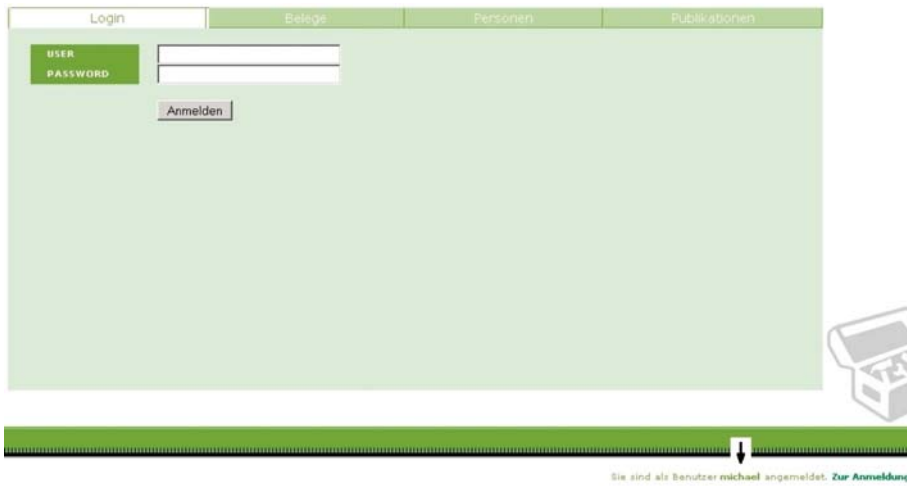 Login Belege Personen Publikationen
USER
PASSWORD
Anmelden
Sie sind als Benutzer michael angemeldet. Zur Anmeldung